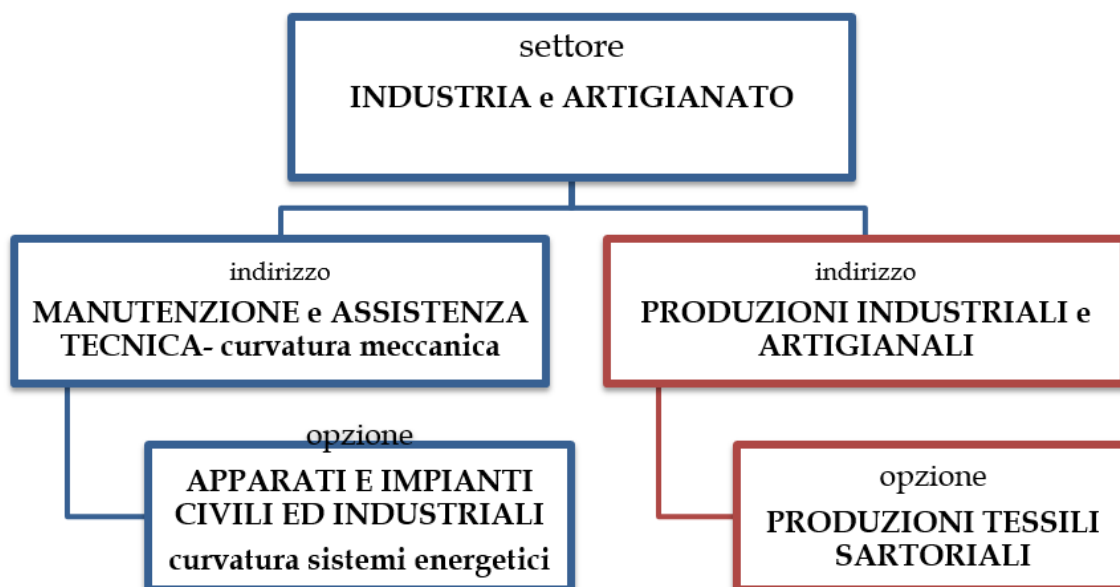 settore
INDUSTRIA e ARTIGIANATO
indirizzo
MANUTENZIONE e ASSISTENZA
TECNICA- curvatura meccanica
indirizzo
PRODUZIONI INDUSTRIALI e
ARTIGIANALI
opzione
APPARATI E IMPIANTI
CIVILI ED INDUSTRIALI
curvatura sistemi energetici
opzione
PRODUZIONI TESSILI
SARTORIALI